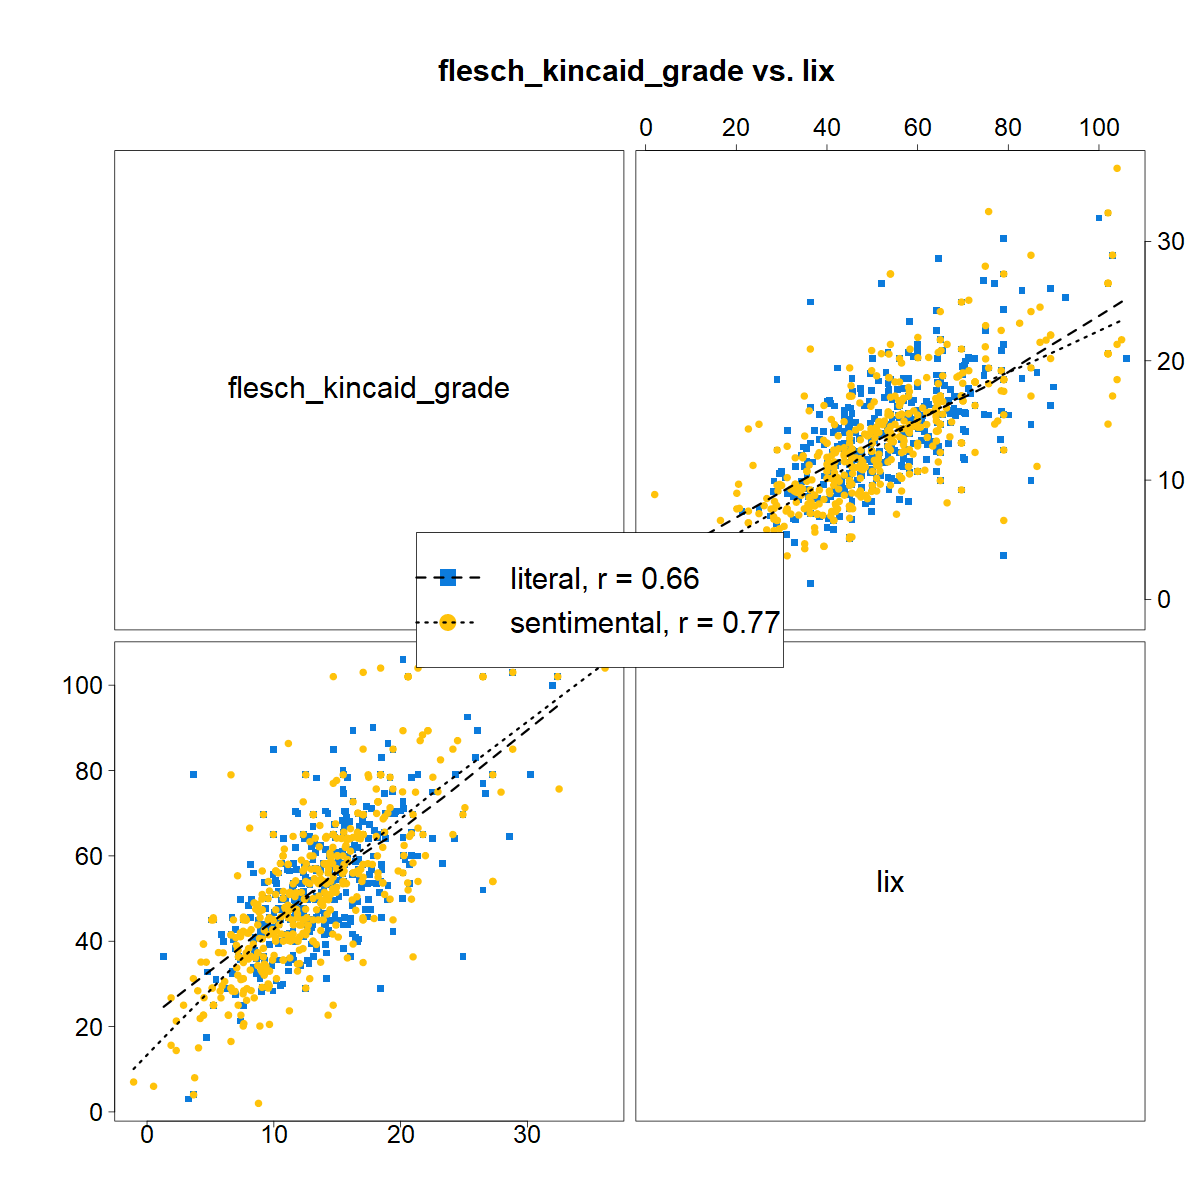 flesch_kincaid_grade vs. lix
0 20 40 60 80 100
flesch_kincaid_grade
30
20
10
0
literal, r = 0.66
sentimental, r = 0.77
100
80
60
40
20
0
lix
0 10 20 30